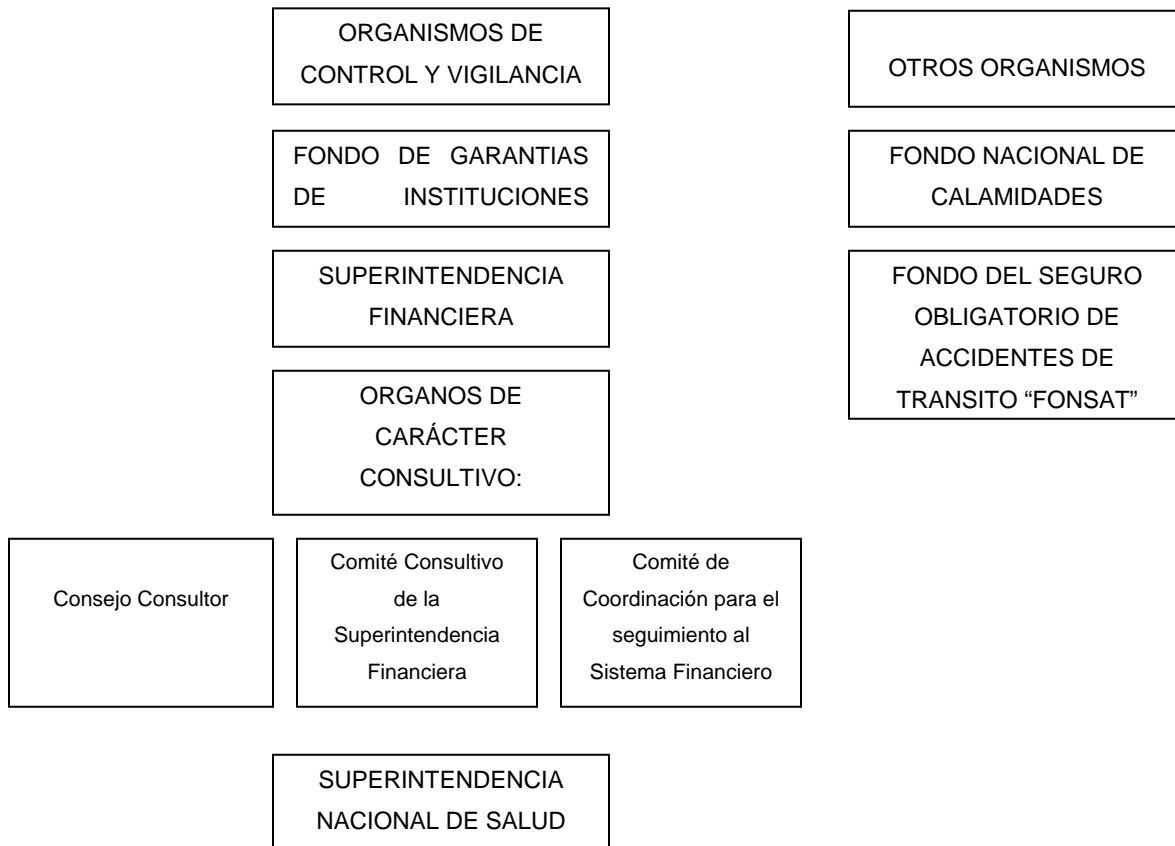 ORGANISMOS DE
CONTROL Y VIGILANCIA
FONDO DE GARANTIAS
DE INSTITUCIONES
SUPERINTENDENCIA
FINANCIERA
ORGANOS DE
CARÁCTER
CONSULTIVO:
Consejo Consultor
Comité Consultivo
de la
Superintendencia
Financiera
Comité de
Coordinación para el
seguimiento al
Sistema Financiero
SUPERINTENDENCIA
NACIONAL DE SALUD
OTROS ORGANISMOS
FONDO NACIONAL DE
CALAMIDADES
FONDO DEL SEGURO
OBLIGATORIO DE
ACCIDENTES DE
TRANSITO “FONSAT”